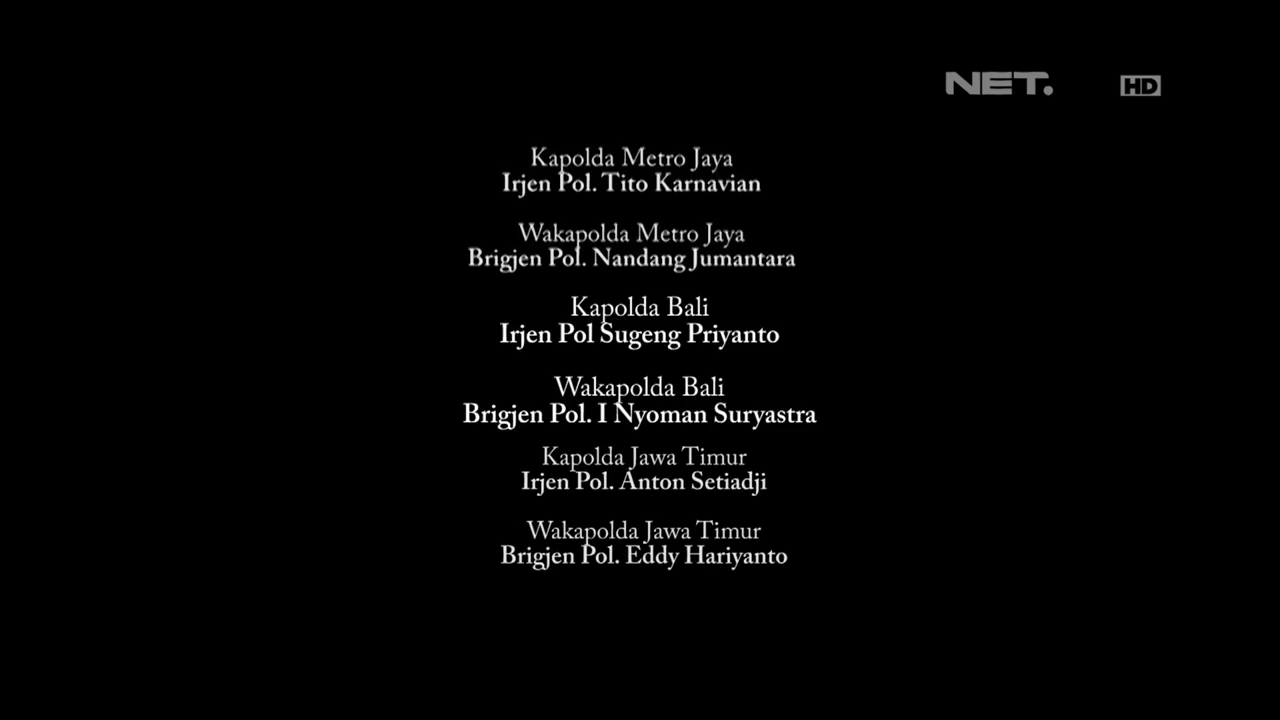 NET.
HD
Kapolda Metro Jaya
Irjen Pol. Tito Karnavian
Wakapolda Metro Jaya
Brigjen Pol. Nandang Jumantara
Kapolda Bali
Irjen Pol Sugeng Priyanto
Wakapolda Bali
Brigjen Pol. I Nyoman Suryastra
Kapolda Jawa Timur
Irjen Pol. Anton Setiadji
Wakapolda Jawa Timur
Brigjen Pol. Eddy Hariyanto